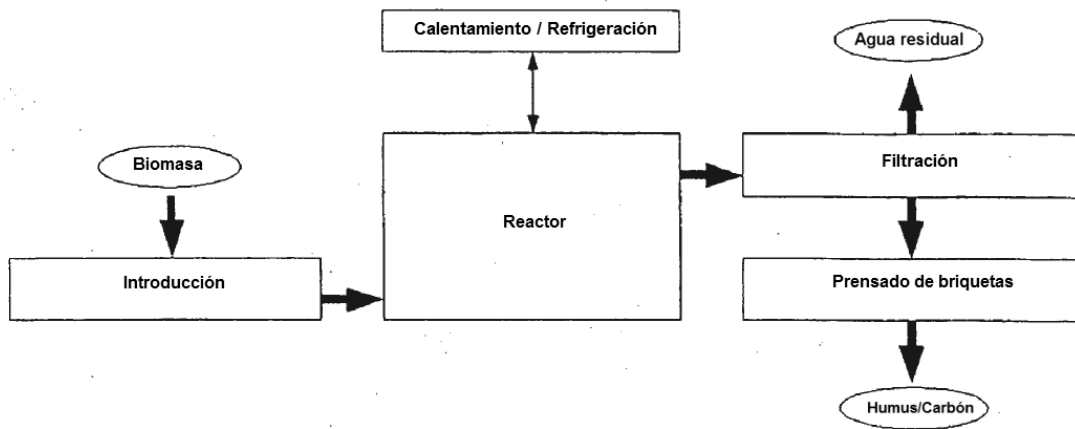 Calentamiento / Refrigeración
Agua residual
Biomasa
Filtración
Reactor
Introducción
Prensado de briquetas
Humus/Carbón